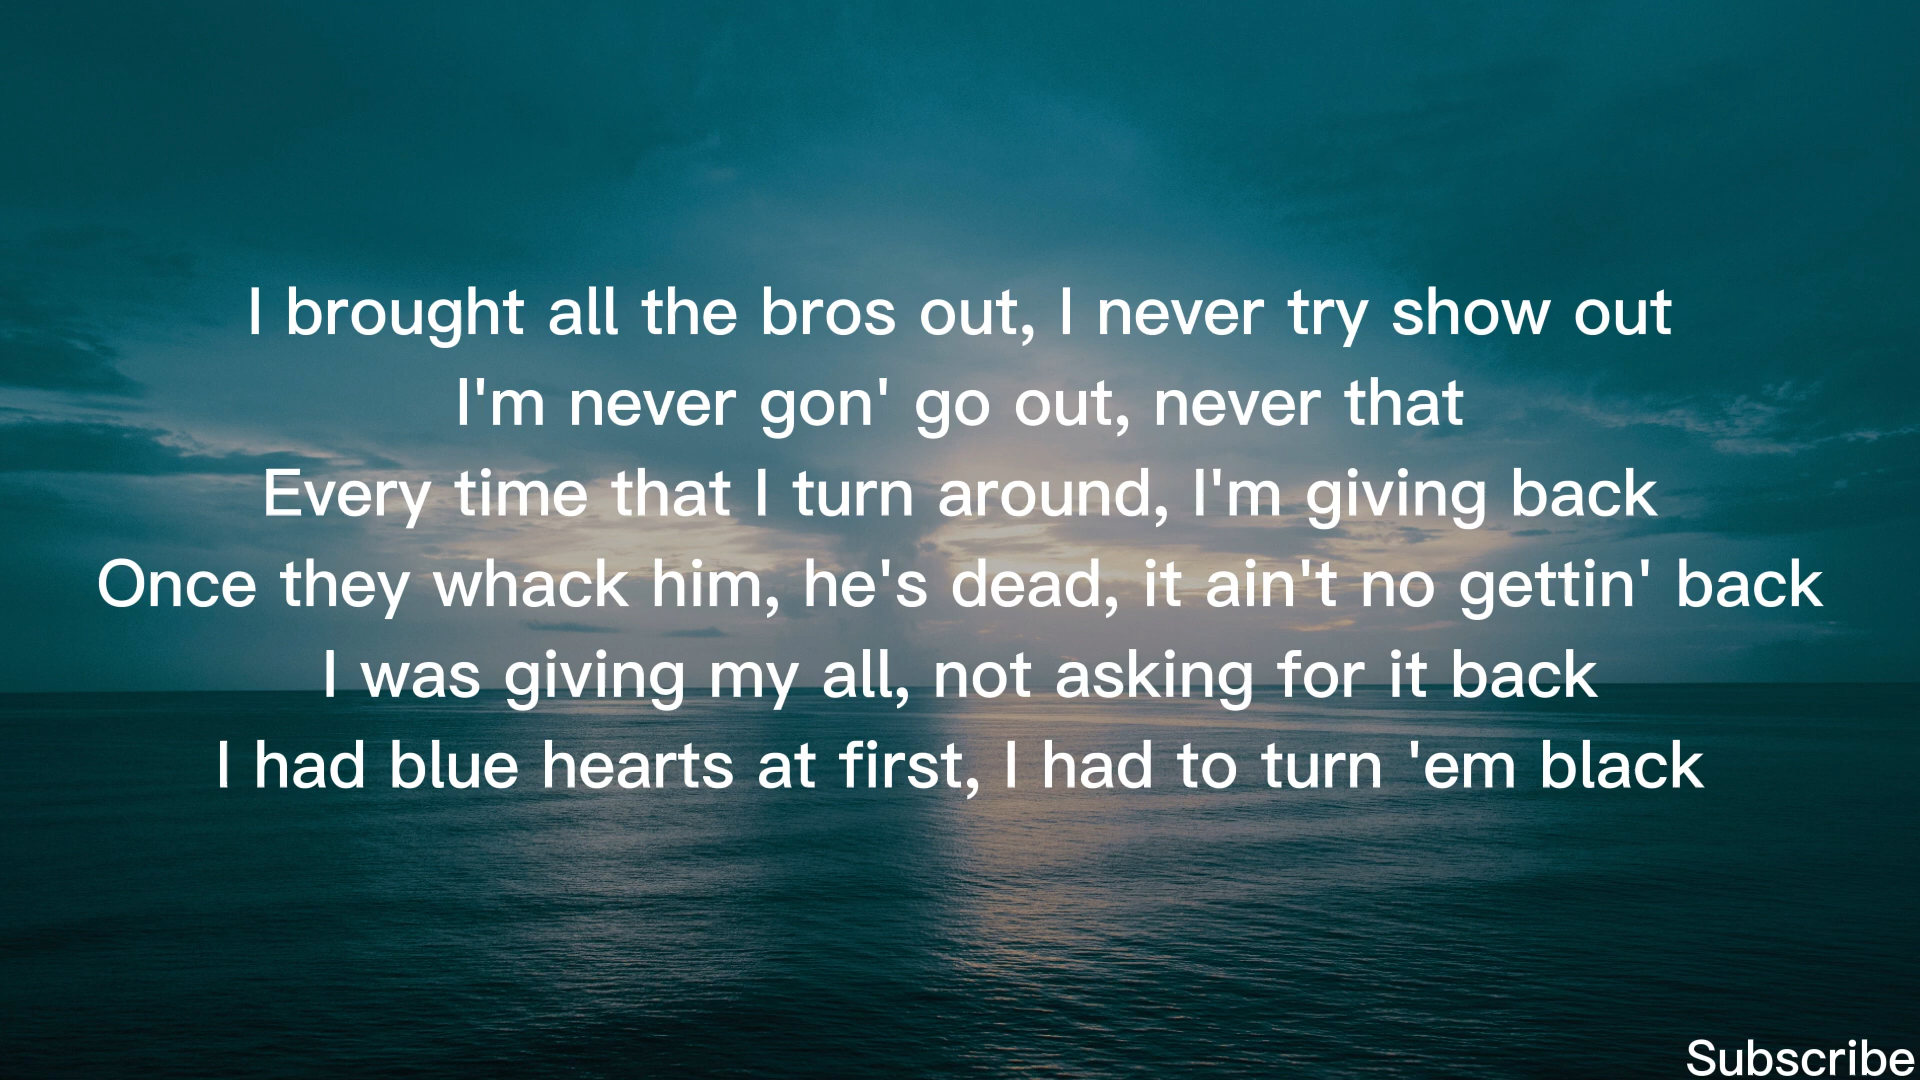 I brought all the bros out, I never try show out
I'm never gon' go out, never that
Every time that I turn around, I'm giving back
Once they whack him, he's dead, it ain't no gettin' back
I was giving my all, not asking for it back
I had blue hearts at first, I had to turn 'em black
Subscribe